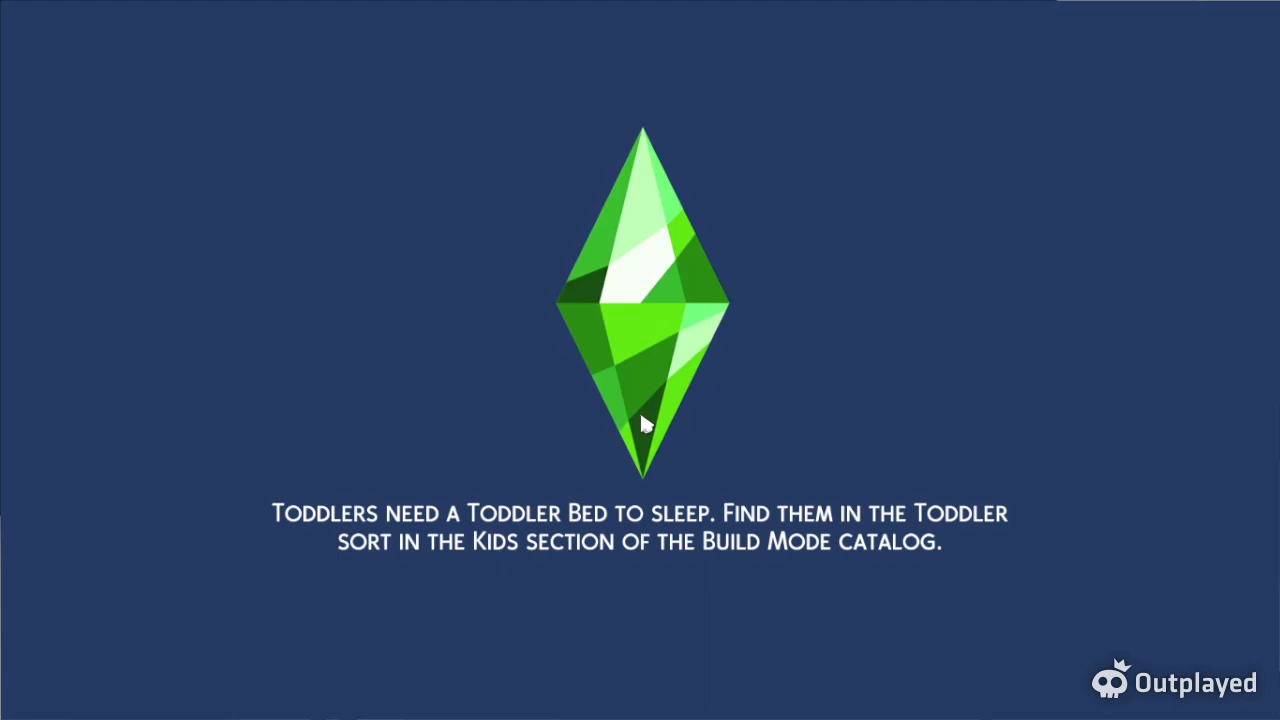 Toddlers need a Toddler Bed to sleep. Find them in the Toddler
sort in the Kids section of the Build Mode catalog.
Outplayed